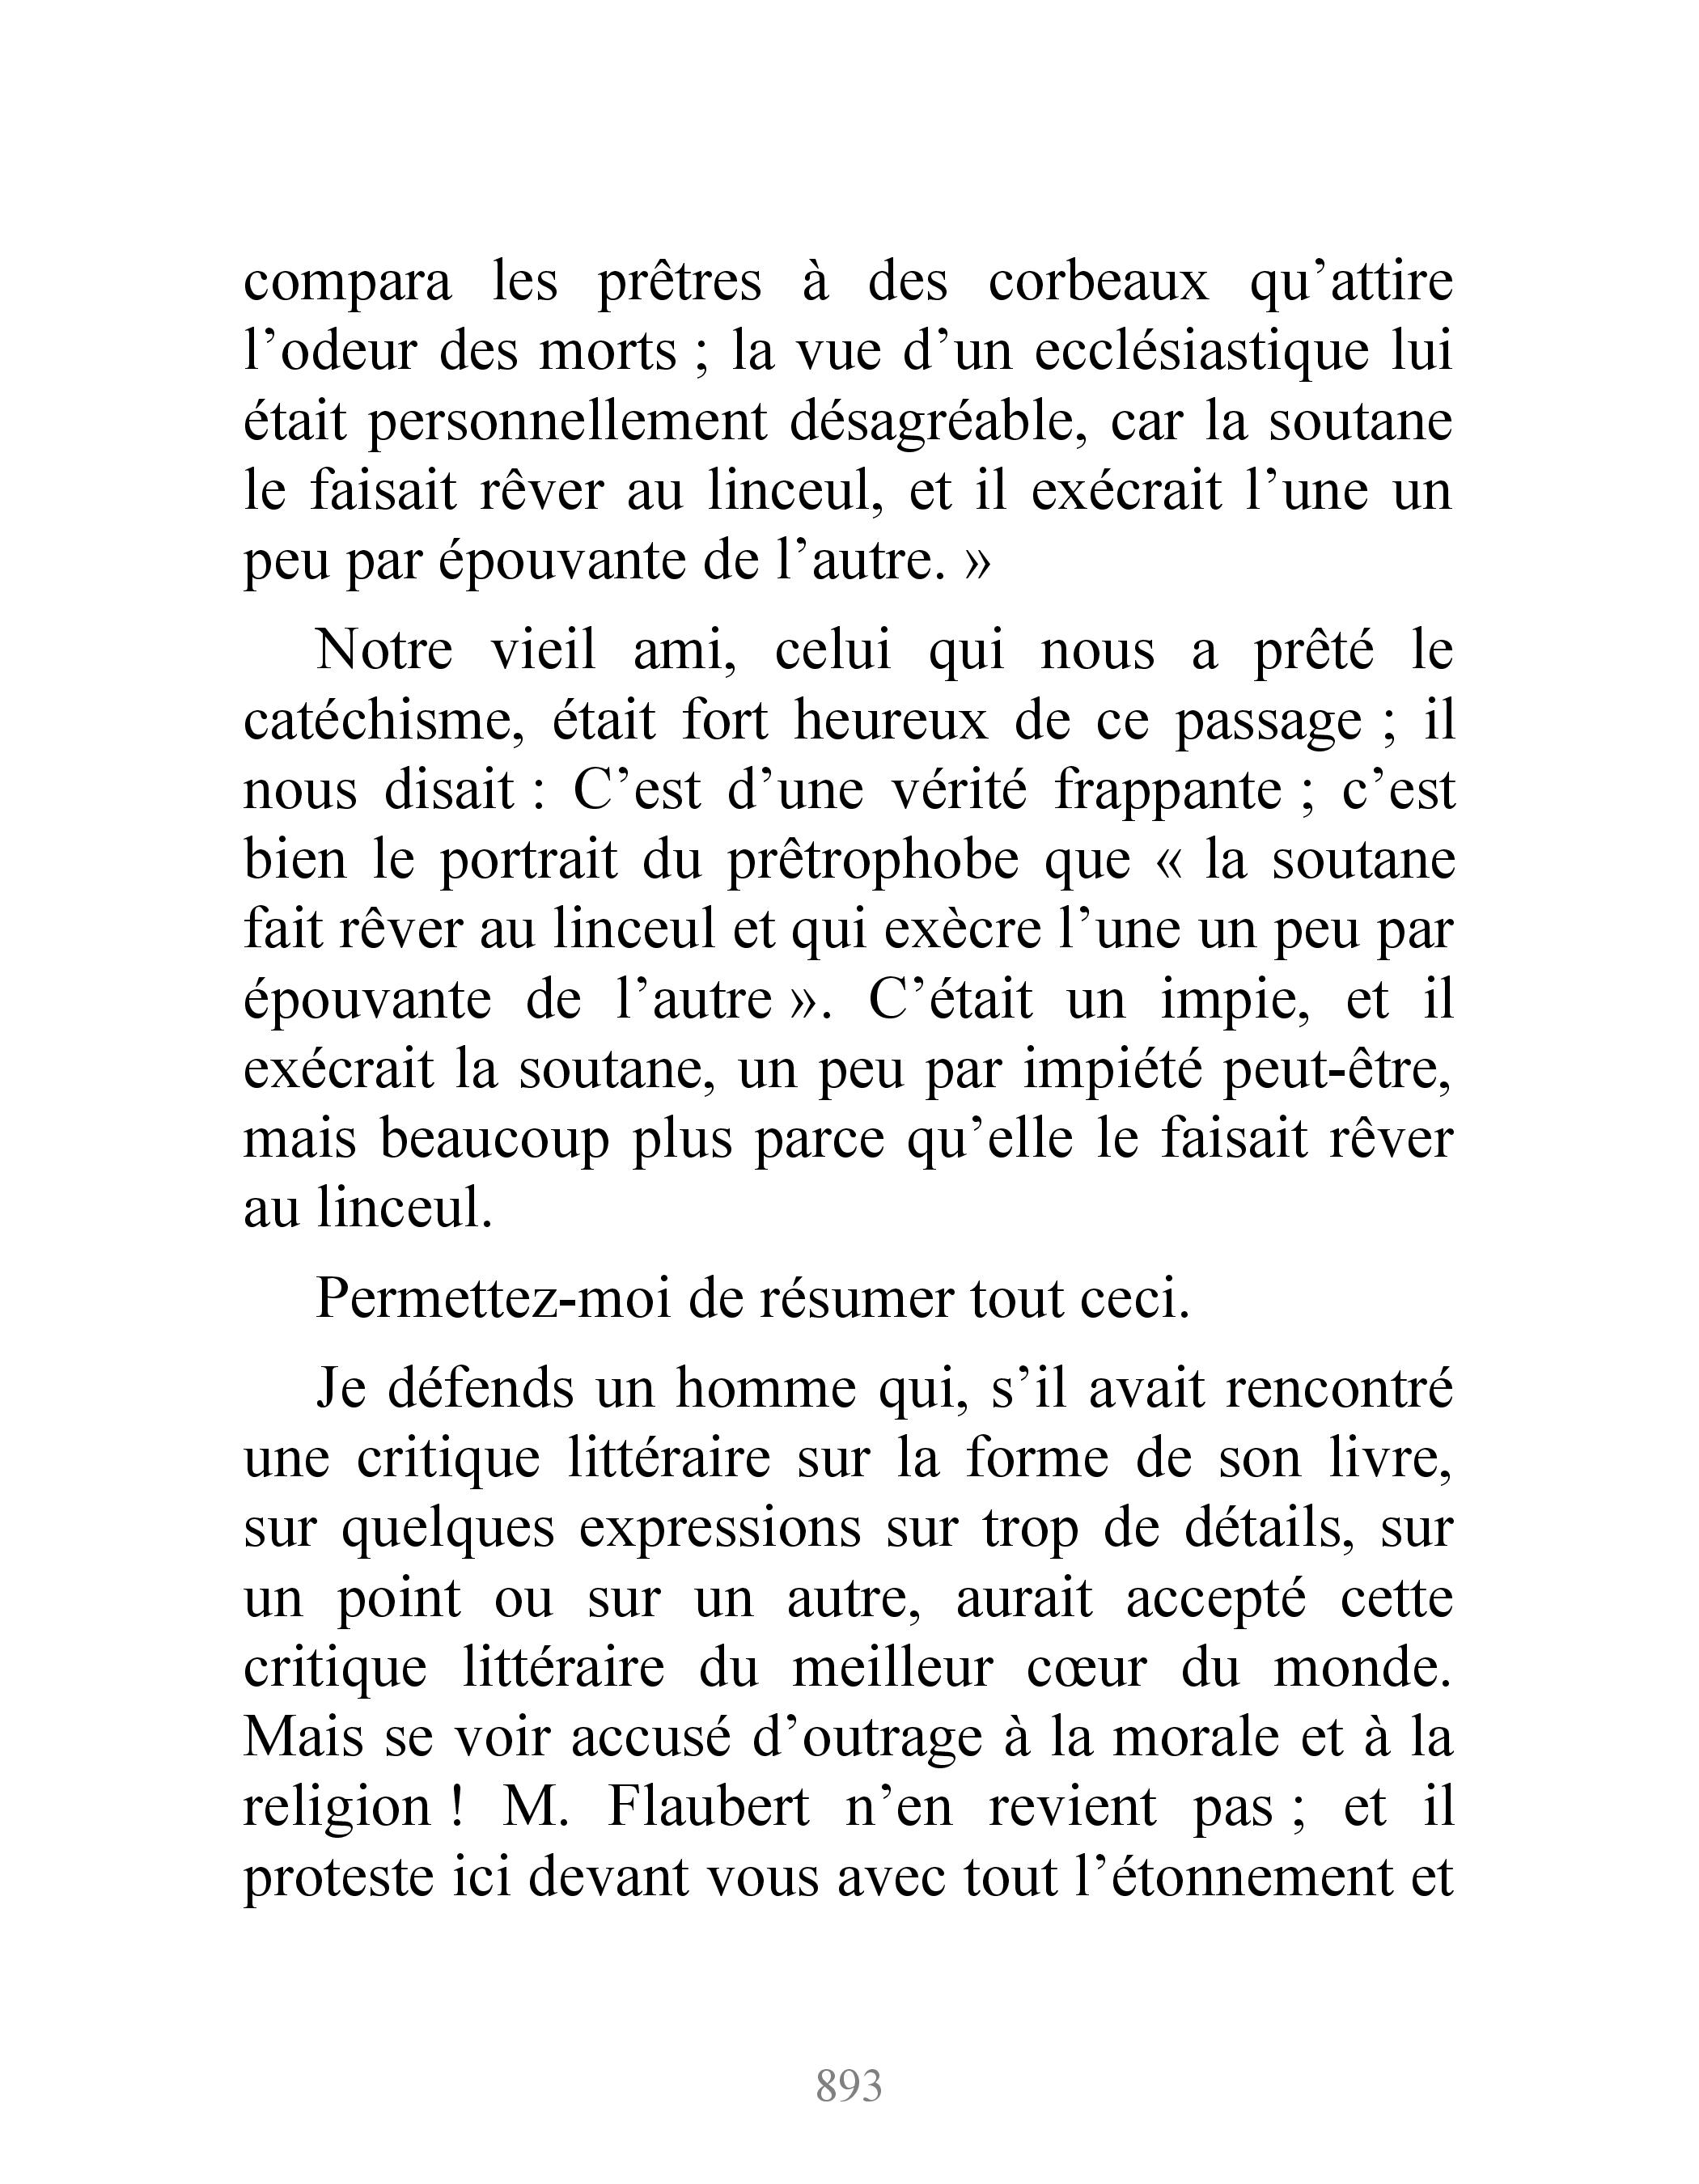 compara les prêtres à des corbeaux qu’attire
l’odeur des morts ; la vue d’un ecclésiastique lui
était personnellement désagréable, car la soutane
le faisait rêver au linceul, et il exécrait l’une un
peu par épouvante de l’autre. »
Notre vieil ami, celui qui nous a prêté le
catéchisme, était fort heureux de ce passage ; il
nous disait : C’est d’une vérité frappante ; c’est
bien le portrait du prêtrophobe que « la soutane
fait rêver au linceul et qui exècre l’une un peu par
épouvante de l’autre ». C’était un impie, et il
exécrait la soutane, un peu par impiété peut-être,
mais beaucoup plus parce qu’elle le faisait rêver
au linceul.
Permettez-moi de résumer tout ceci.
Je défends un homme qui, s’il avait rencontré
une critique littéraire sur la forme de son livre,
sur quelques expressions sur trop de détails, sur
un point ou sur un autre, aurait accepté cette
critique littéraire du meilleur cœur du monde.
Mais se voir accusé d’outrage à la morale et à la
religion ! M. Flaubert n’en revient pas ; et il
proteste ici devant vous avec tout l’étonnement et
893